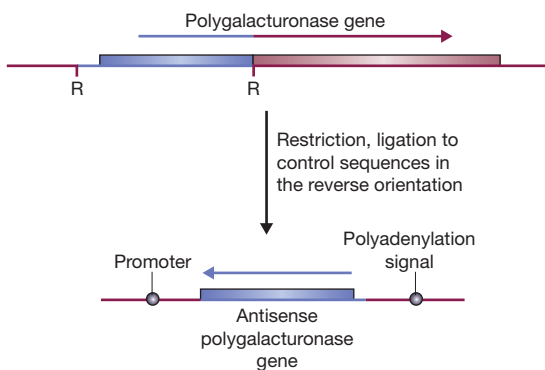 Polygalacturonase gene
R
R
Restriction, ligation to
control sequences in
the reverse orientation
Promoter
Polyadenylation
signal
Antisense
polygalacturonase
gene